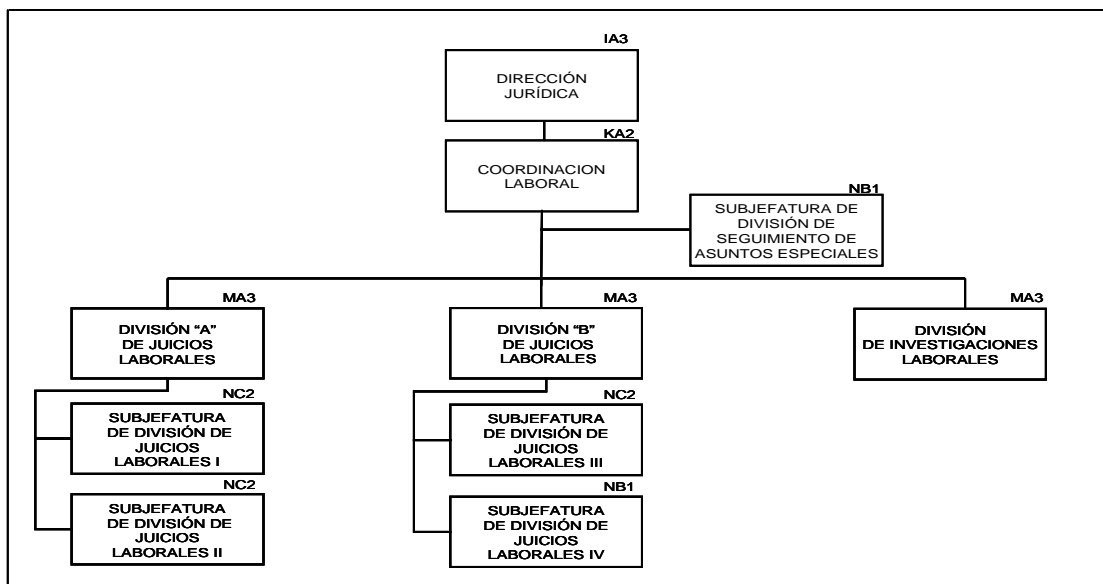 IA3
DIRECCIÓN
JURÍDICA
KA2
COORDINACION
LABORAL
NB1
SUBJEFATURA DE
DIVISIÓN DE
SEGUIMIENTO DE
ASUNTOS ESPECIALES
MA3
DIVISIÓN “A”
DE JUICIOS
LABORALES
NC2
SUBJEFATURA
DE DIVISIÓN DE
JUICIOS
LABORALES I
NC2
SUBJEFATURA
DE DIVISIÓN DE
JUICIOS
LABORALES II
MA3
DIVISIÓN “B”
DE JUICIOS
LABORALES
NC2
SUBJEFATURA
DE DIVISIÓN DE
JUICIOS
LABORALES III
NB1
SUBJEFATURA
DE DIVISIÓN DE
JUICIOS
LABORALES IV
MA3
DIVISIÓN
DE INVESTIGACIONES
LABORALES